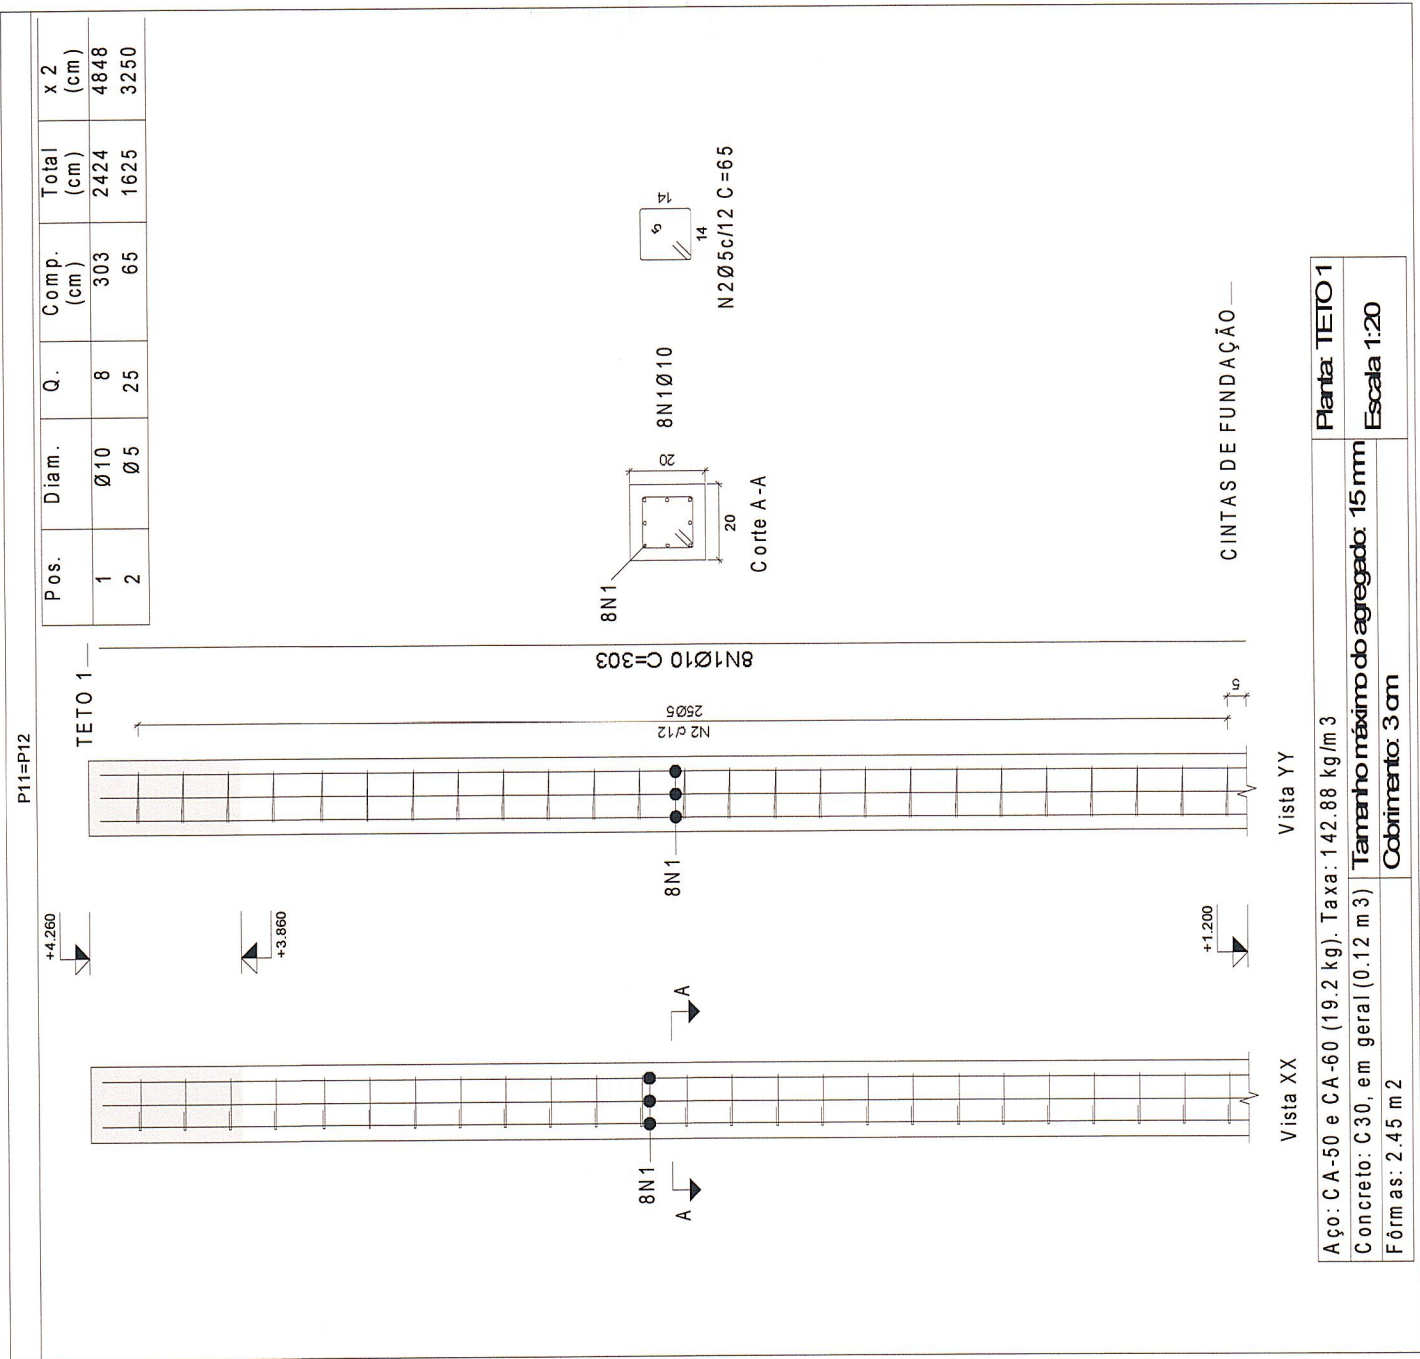 P11=P12
Pos. Diam. Q. Comp. (cm) Total (cm) x 2 (cm)
1 Ø10 8 303 2424 4848
2 Ø5 25 65 1625 3250
TETO 1
+4.260
+3.860
+1.200
8N1
A
A
Vista XX
8N1
Vista YY
N2 c/12
25Ø5
5
8N1Ø10 C=303
8N1
20
20
Corte A-A
8N1Ø10
5
14
14
N2Ø5c/12 C=65
CINTAS DE FUNDAÇÃO
Aço: CA-50 e CA-60 (19.2 kg). Taxa: 142.88 kg/m3
Planta: TETO1
Concreto: C30, em geral (0.12 m3)
Tamanho máximo do agregado: 15 mm
Escala 1:20
Fôrmas: 2.45 m2
Cobrimento: 3 cm